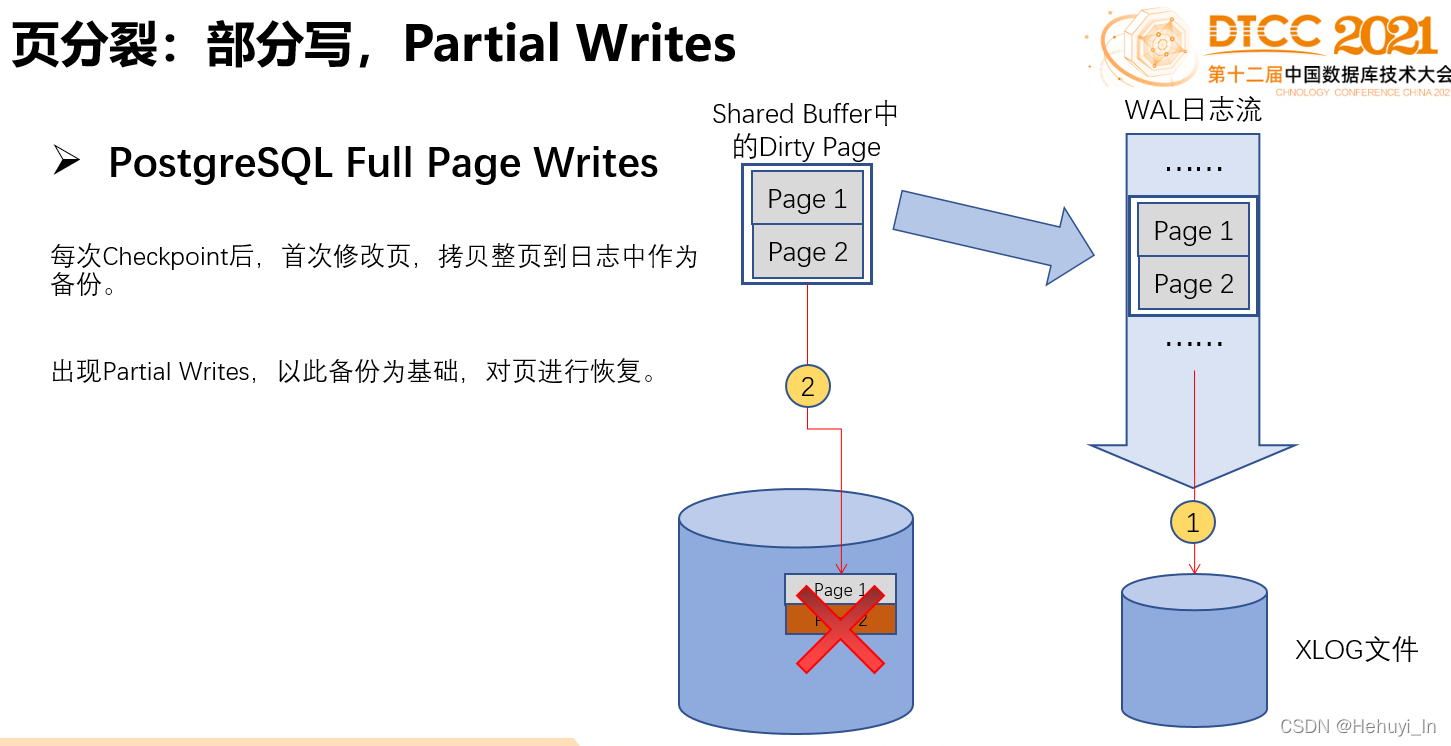 页分裂：部分写，Partial Writes
DTCC 2021
第十二届中国数据库技术大会
CHNOLOGY CONFERENCE CHINA 202
➢ PostgreSQL Full Page Writes
每次Checkpoint后，首次修改页，拷贝整页到日志中作为
备份。
出现Partial Writes，以此备份为基础，对页进行恢复。
Shared Buffer中
的Dirty Page
Page 1
Page 2
WAL日志流
……
Page 1
Page 2
……
2
1
Page 1
XLOG文件
CSDN @Hehuyi_In